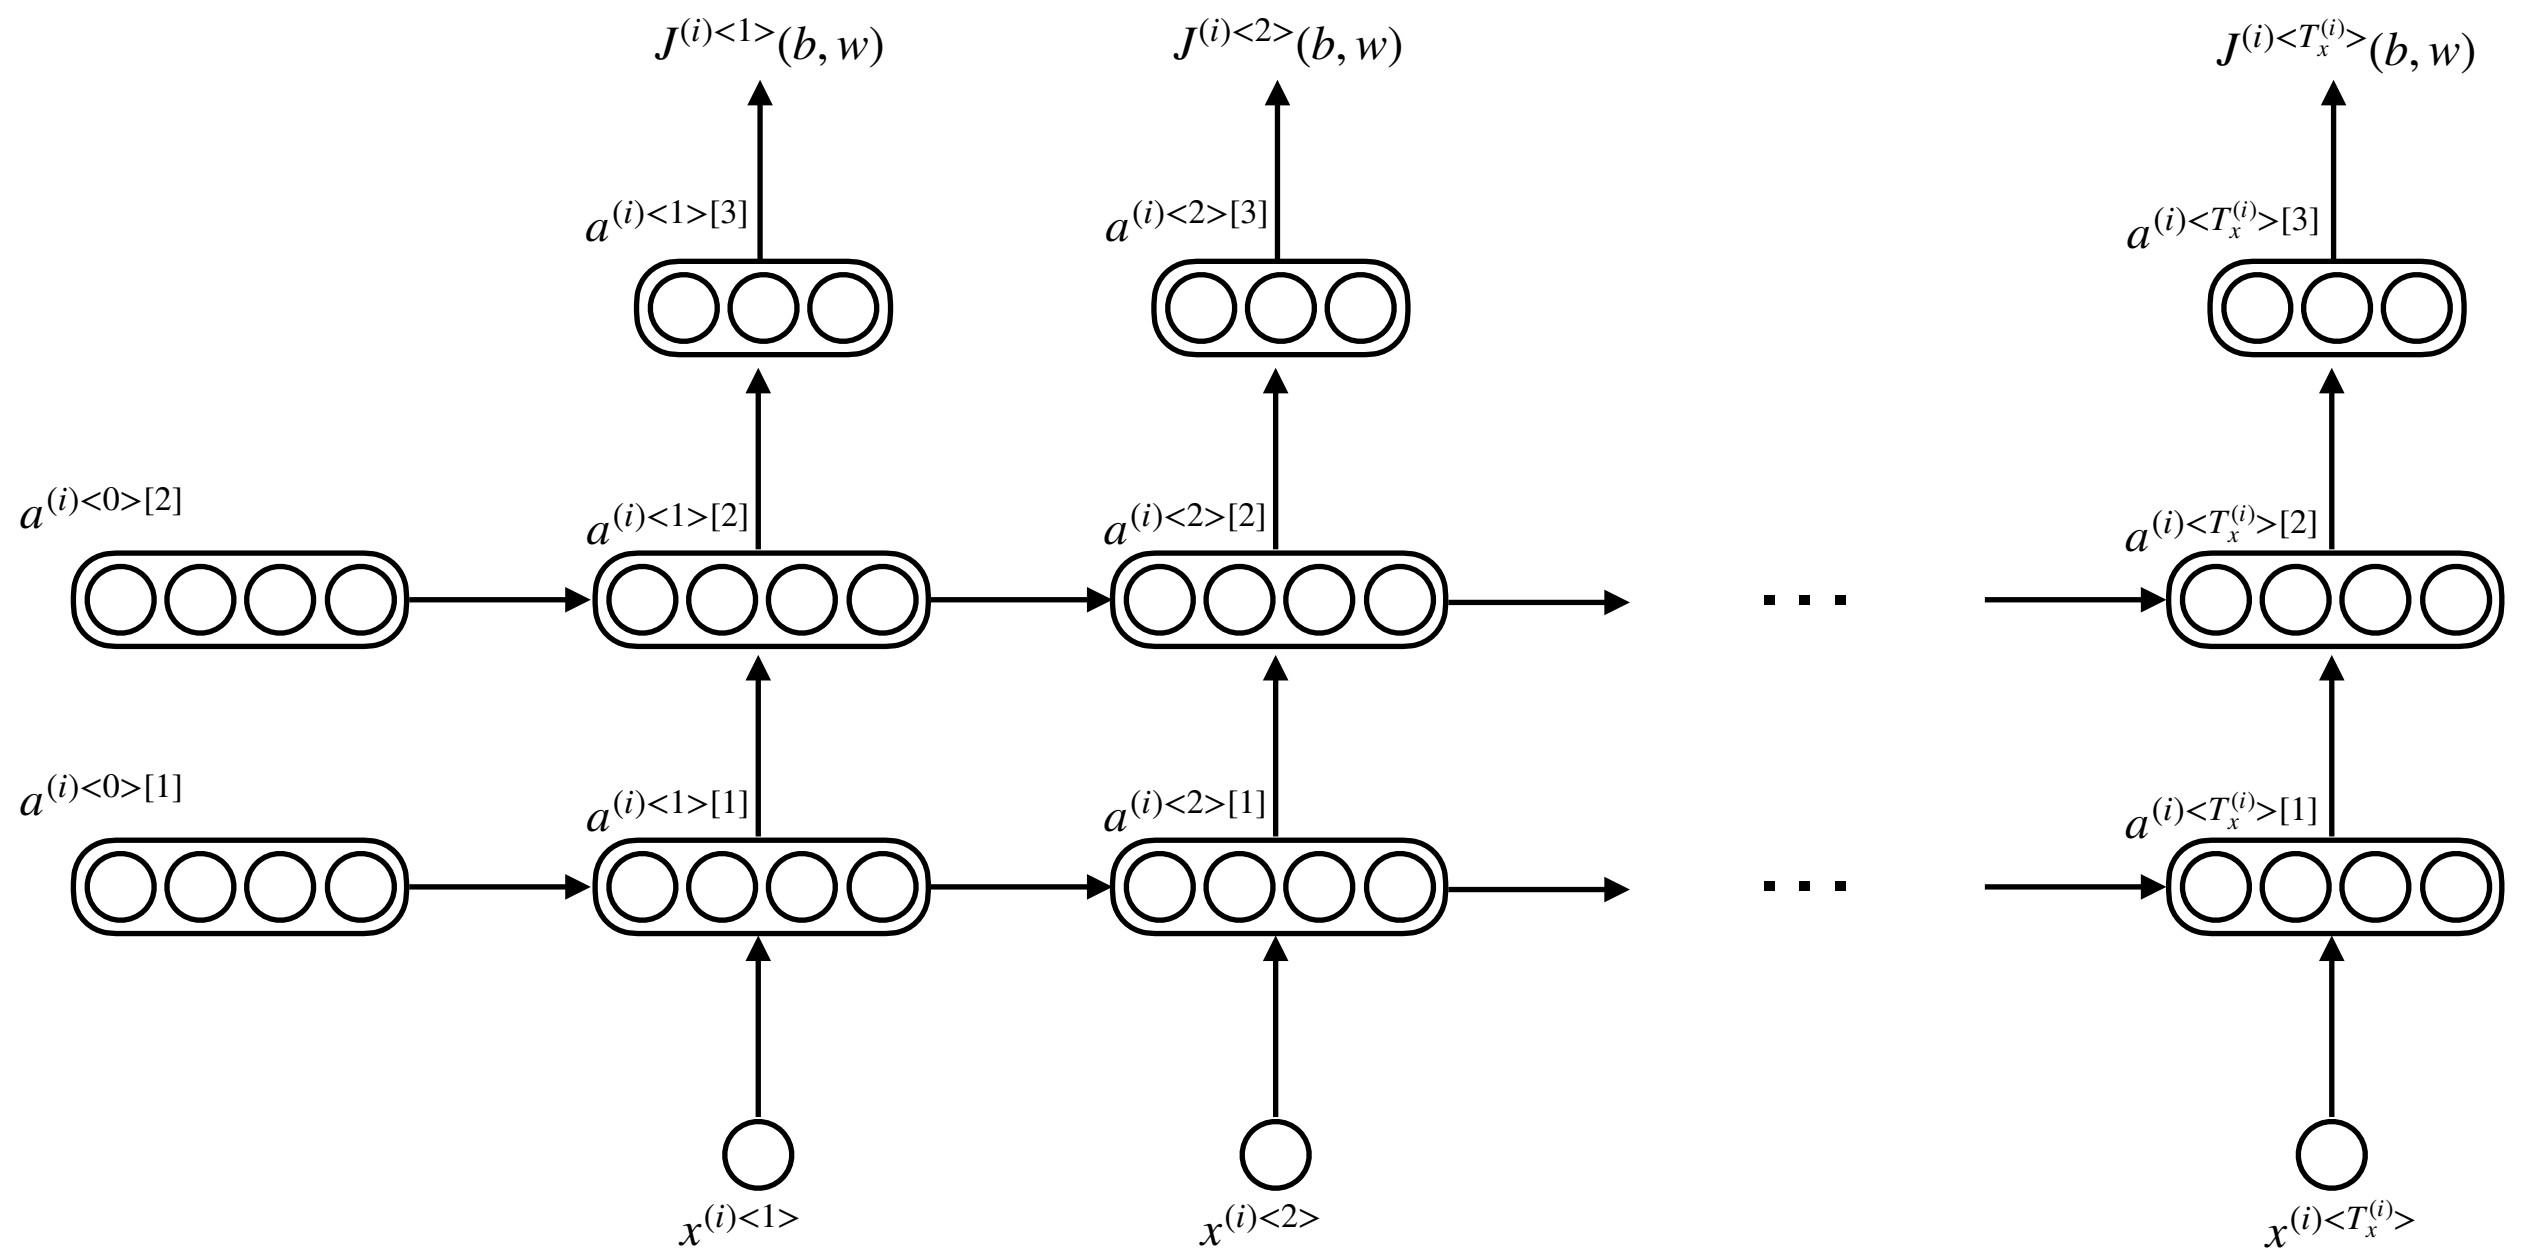 J^{(i)<1>}(b, w) J^{(i)<2>}(b, w) J^{(i)<T_x^{(i)}>}(b, w)
a^{(i)<1>[3]} a^{(i)<2>[3]} a^{(i)<T_x^{(i)}>[3]}
a^{(i)<0>[2]} a^{(i)<1>[2]} a^{(i)<2>[2]} a^{(i)<T_x^{(i)}>[2]}
. . .
a^{(i)<0>[1]} a^{(i)<1>[1]} a^{(i)<2>[1]} a^{(i)<T_x^{(i)}>[1]}
. . .
x^{(i)<1>} x^{(i)<2>} x^{(i)<T_x^{(i)}>}